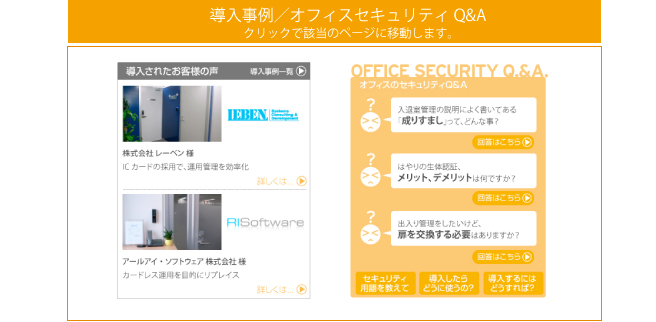 導入事例／オフィスセキュリティ Q&A
クリックで該当のページに移動します。
導入されたお客様の声
導入事例一覧
IEBEN
Systems
Consulting &
Development
株式会社 レーベン 様
IC カードの採用で、運用管理を効率化
詳しくは...
RISoftware
アールアイ・ソフトウェア 株式会社 様
カードレス運用を目的にリプレイス
詳しくは...
OFFICE SECURITY Q.&A.
オフィスのセキュリティQ&A
?
入退室管理の説明によく書いてある
「成りすまし」って、どんな事?
回答はこちら
?
はやりの生体認証、
メリット、デメリットは何ですか?
回答はこちら
?
出入り管理をしたいけど、
扉を交換する必要はありますか?
回答はこちら
セキュリティ
用語を教えて
導入したら
どうに使うの?
導入するには
どうすれば?